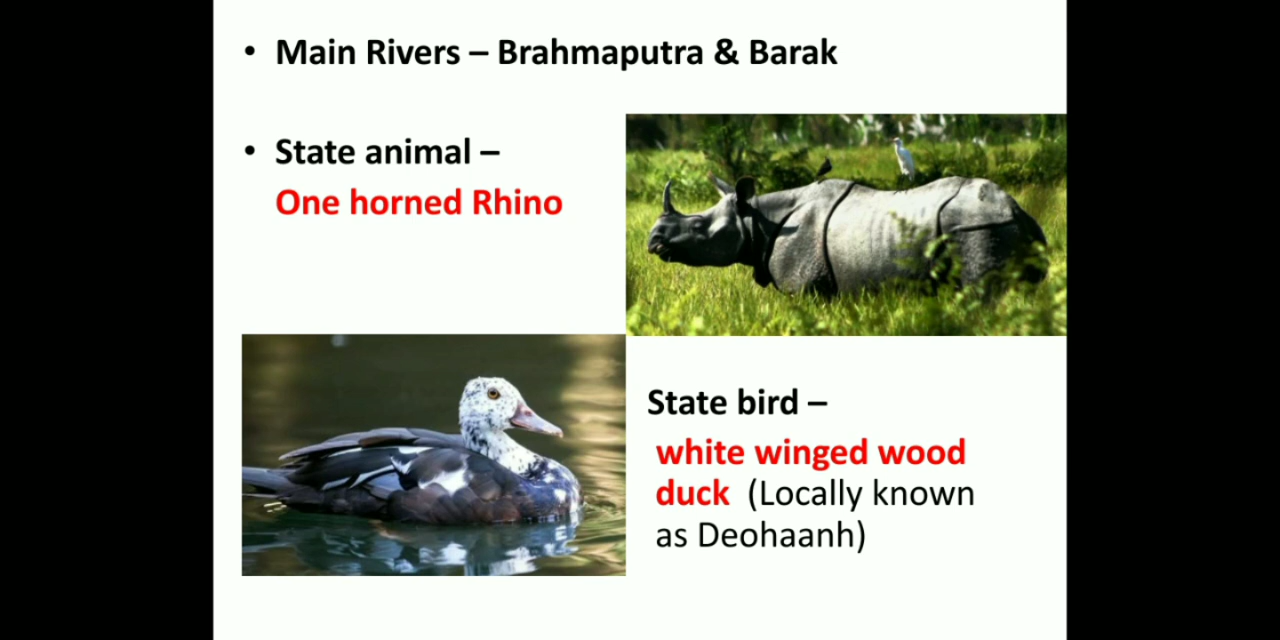 • Main Rivers – Brahmaputra & Barak
• State animal –
One horned Rhino
State bird –
white winged wood
duck (Locally known
as Deohaanh)